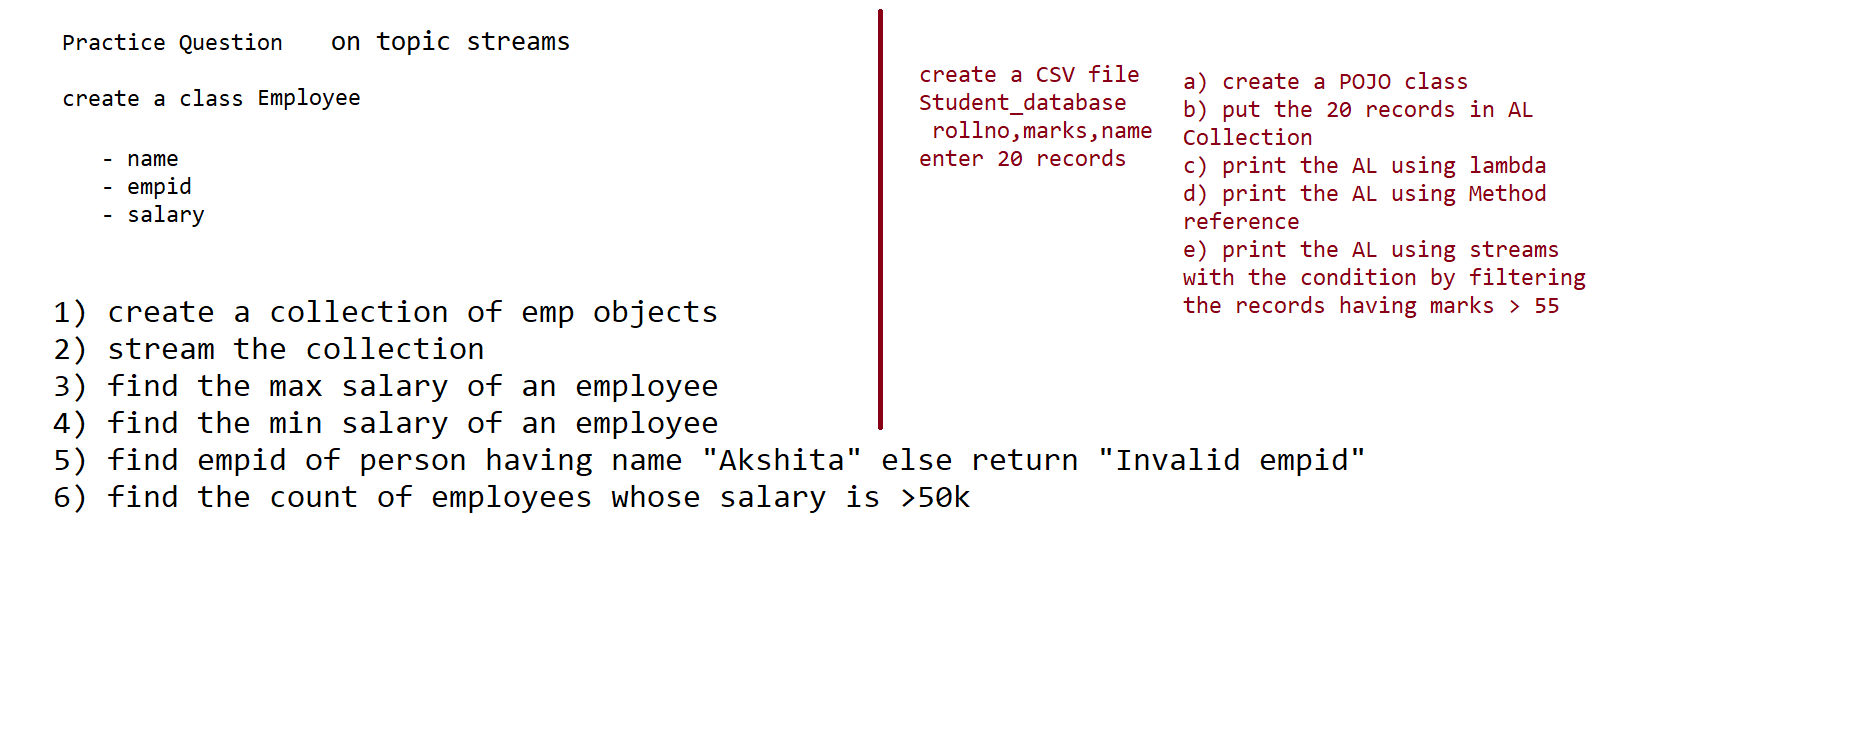 Practice Question on topic streams
create a class Employee
- name
- empid
- salary
1) create a collection of emp objects
2) stream the collection
3) find the max salary of an employee
4) find the min salary of an employee
5) find empid of person having name "Akshita" else return "Invalid empid"
6) find the count of employees whose salary is >50k
create a CSV file
Student_database
rollno,marks,name
enter 20 records
a) create a POJO class
b) put the 20 records in AL
Collection
c) print the AL using lambda
d) print the AL using Method
reference
e) print the AL using streams
with the condition by filtering
the records having marks > 55